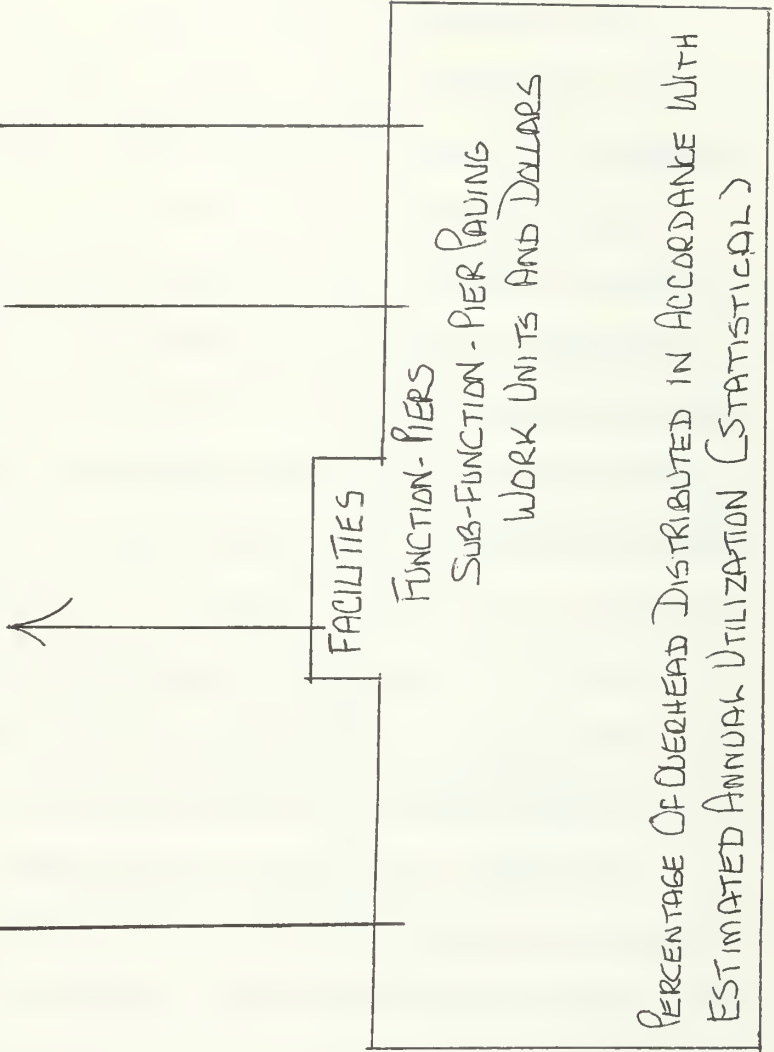 FACILITIES
FUNCTION - PIERS
SUB-FUNCTION - PIER PAVING
WORK UNITS AND DOLLARS
PERCENTAGE OF OVERHEAD DISTRIBUTED IN ACCORDANCE WITH
ESTIMATED ANNUAL UTILIZATION (STATISTICAL)